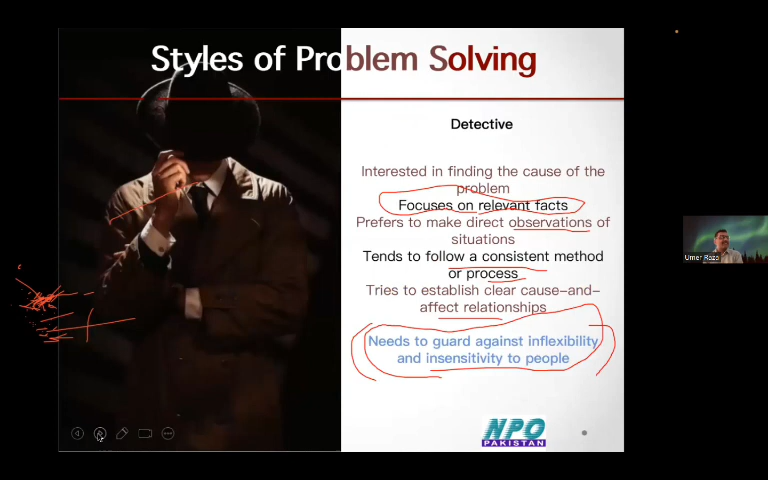 Styles of Problem Solving
Detective
Interested in finding the cause of the
problem
Focuses on relevant facts
Prefers to make direct observations of
situations
Tends to follow a consistent method
or process
Tries to establish clear cause-and-
affect relationships
Needs to guard against inflexibility
and insensitivity to people
NPO
PAKISTAN
Umer Raza